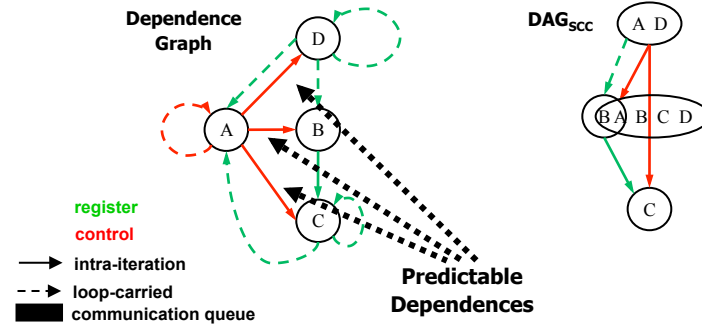 Dependence
Graph
D
A
B
C
register
control
intra-iteration
loop-carried
communication queue
Predictable
Dependences
DAGSCC
A D
B A B C D
C